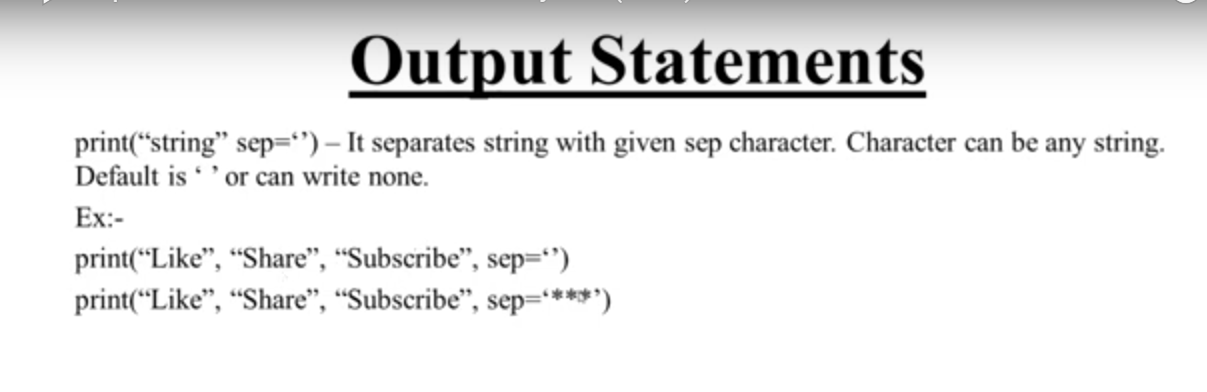 Output Statements
print(“string” sep=‘’) – It separates string with given sep character. Character can be any string.
Default is ‘ ’ or can write none.
Ex:-
print(“Like”, “Share”, “Subscribe”, sep=‘’)
print(“Like”, “Share”, “Subscribe”, sep=‘***’)